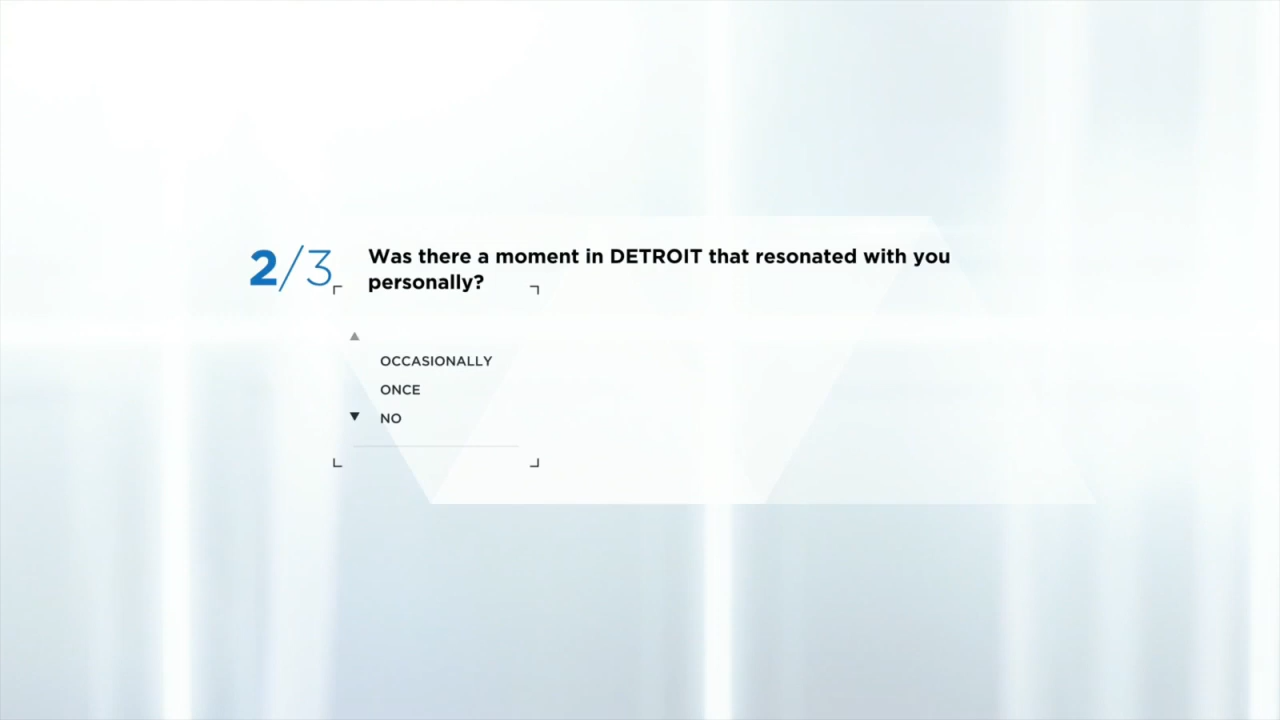 2/3
Was there a moment in DETROIT that resonated with you
personally?
OCCASIONALLY
ONCE
NO